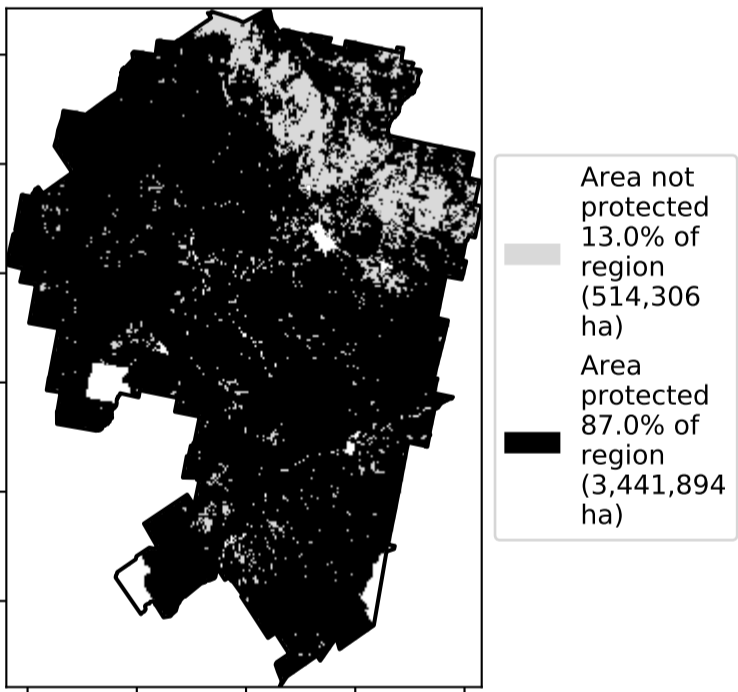 Area not
protected
13.0% of
region
(514,306
ha)
Area
protected
87.0% of
region
(3,441,894
ha)